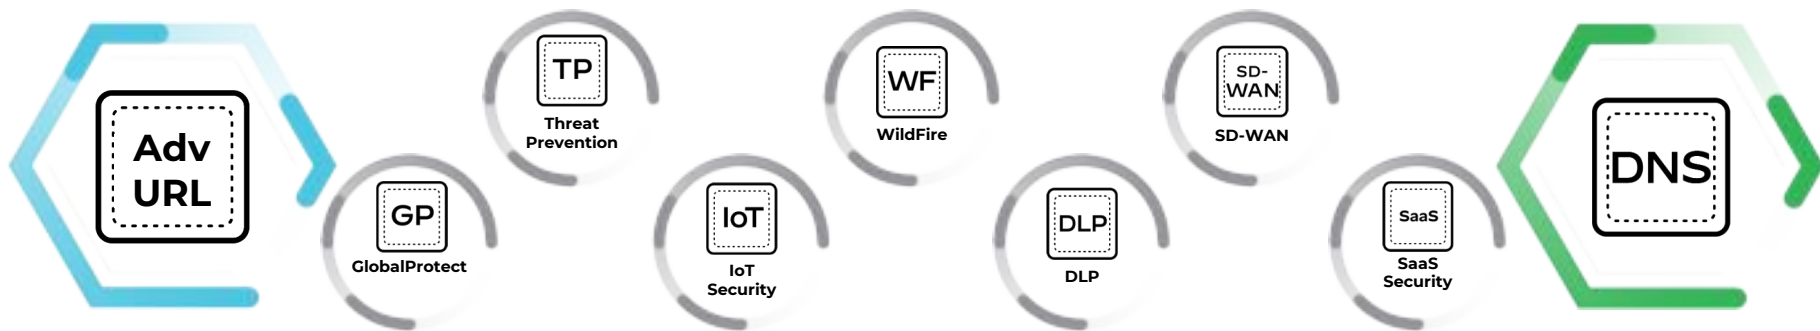 Adv
URL
GP
GlobalProtect
TP
Threat
Prevention
IoT
IoT
Security
WF
WildFire
DLP
DLP
SD-
WAN
SD-WAN
SaaS
SaaS
Security
DNS